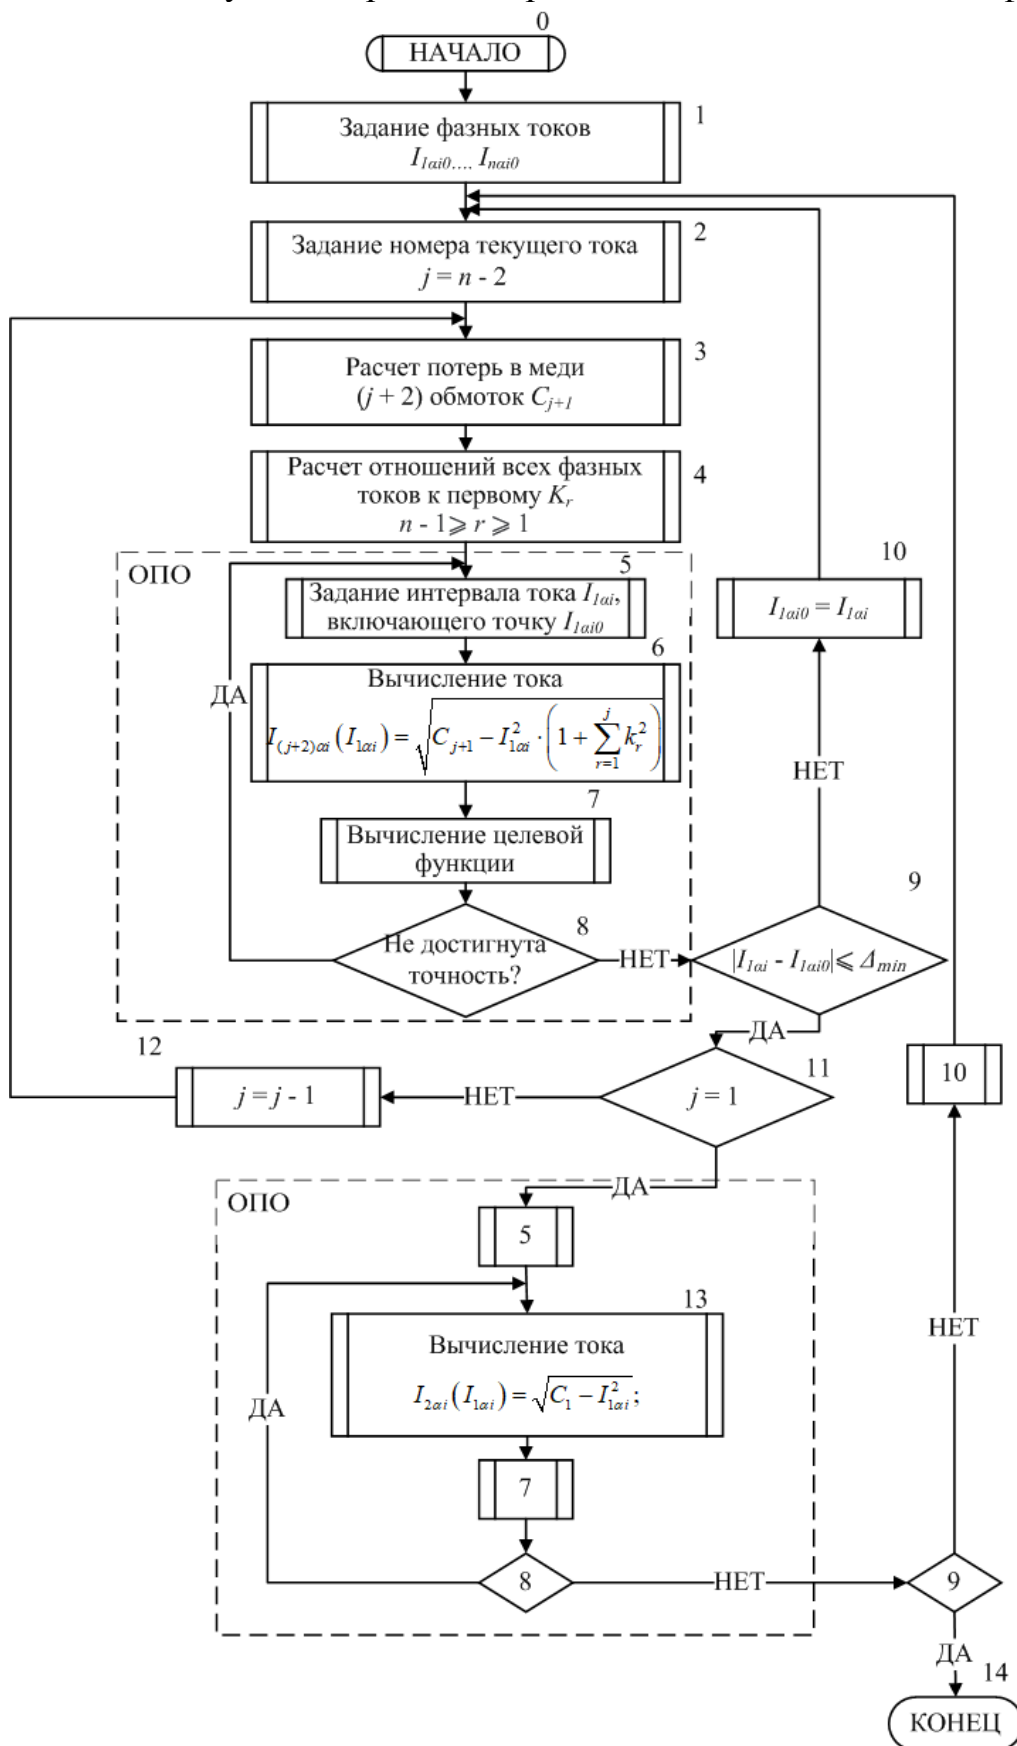 0
НАЧАЛО
1
Задание фазных токов
I₁αi0.... Inαi0
2
Задание номера текущего тока
j = n - 2
3
Расчет потерь в меди
(j + 2) обмоток Cj+1
4
Расчет отношений всех фазных
токов к первому Kr
n - 1 ⩾ r ⩾ 1
ОПО
5
Задание интервала тока I1αi,
включающего точку I1αi0
10
I1αi0 = I1αi
6
Вычисление тока
I(j+2)αi(I1αi) = √(Cj+1 − I²1αi · (1 + ∑_{r=1}^{j} k²r))
ДА
НЕТ
7
Вычисление целевой
функции
8
Не достигнута
точность?
НЕТ
9
|I1αi - I1αi0| ⩽ Δmin
ДА
12
j = j - 1
НЕТ
11
j = 1
10
ДА
ОПО
5
13
Вычисление тока
I2αi(I1αi) = √(C1 − I²1αi);
ДА
НЕТ
7
8
НЕТ
9
ДА
14
КОНЕЦ